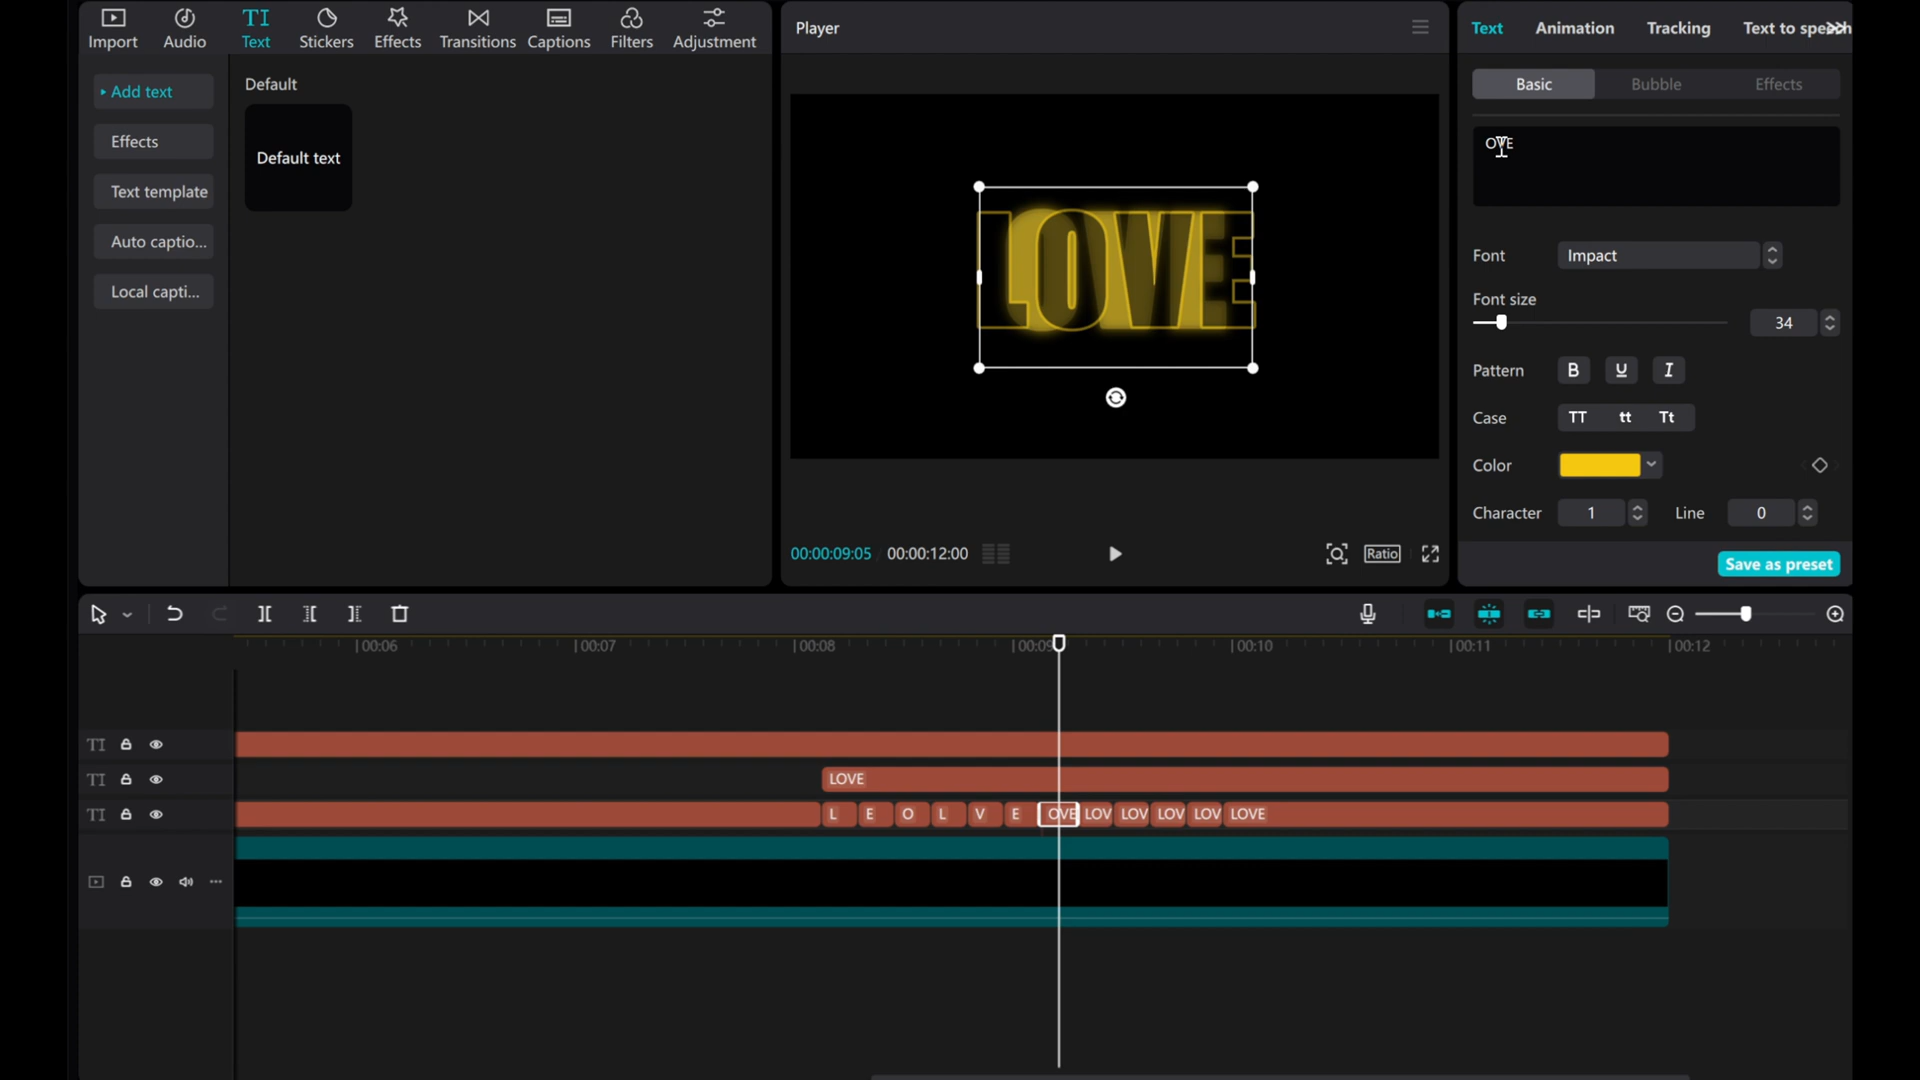 Import
Audio
TI
Text
Stickers
Effects
Transitions
Captions
Filters
Adjustment
Add text
Effects
Text template
Auto captio...
Local capti...
Default
Default text
Player
LOVE
00:00:09:05
00:00:12:00
Ratio
Text
Animation
Tracking
Text to speech
Basic
Bubble
Effects
OVE
Font
Impact
Font size
34
Pattern
B
U
I
Case
TT
tt
Tt
Color
Character
1
Line
0
Save as preset
00:06
00:07
00:08
00:09
00:10
00:11
00:12
TI
TI
LOVE
TI
L
E
O
L
V
E
OVE
LOV
LOV
LOV
LOV
LOVE